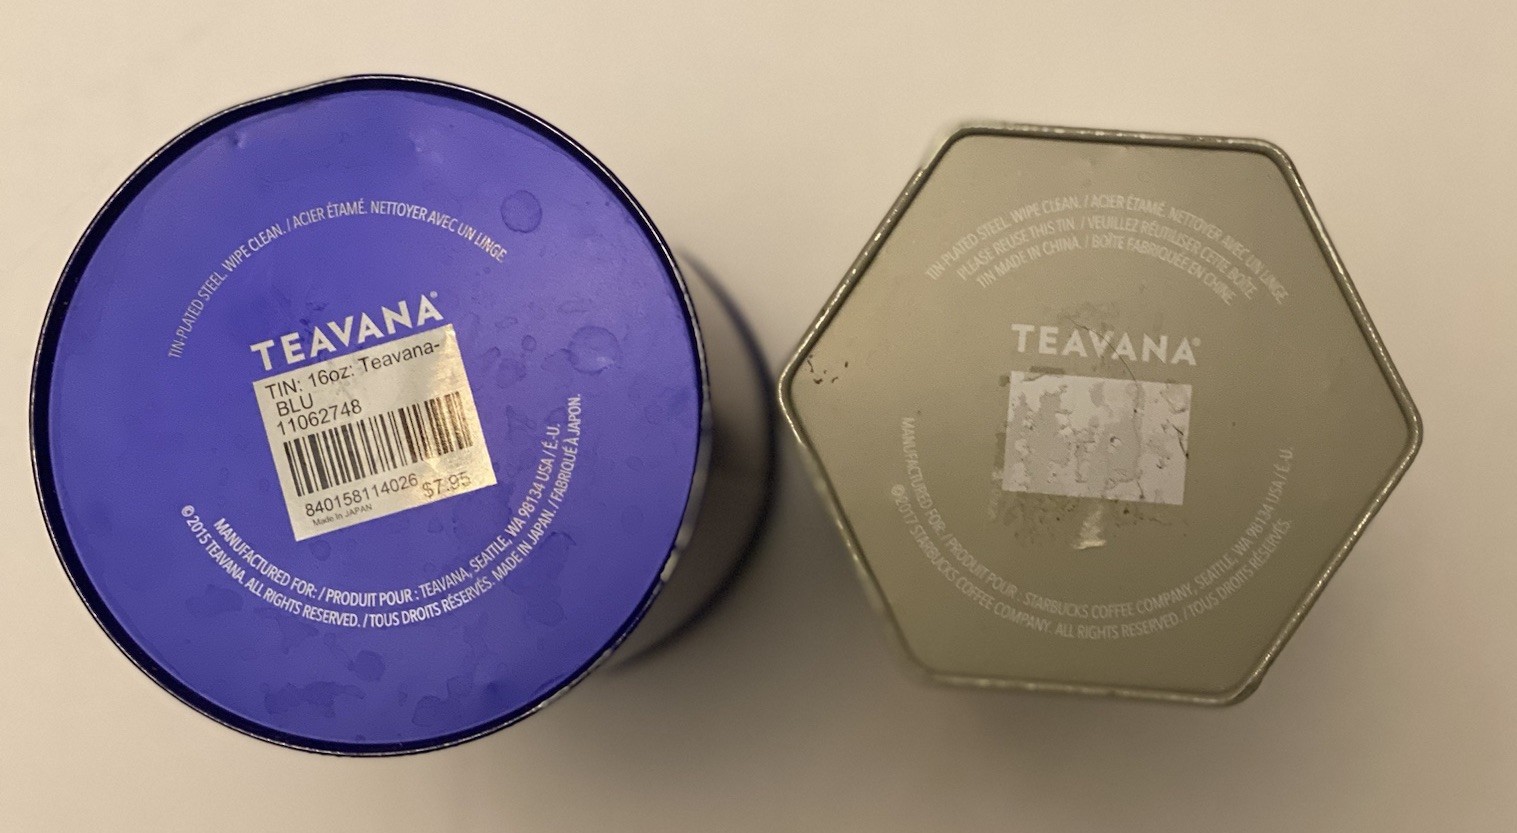 TIN-PLATED STEEL. WIPE CLEAN. / ACIER ÉTAMÉ. NETTOYER AVEC UN LINGE.
TEAVANA®
TIN: 16oz: Teavana-
BLU
11062748
840158114026 $7.95
Made In JAPAN
MANUFACTURED FOR: / PRODUIT POUR : TEAVANA, SEATTLE, WA 98134 USA / É.-U.
© 2015 TEAVANA. ALL RIGHTS RESERVED. / TOUS DROITS RÉSERVÉS. MADE IN JAPAN. / FABRIQUÉ À JAPON.
TIN-PLATED STEEL. WIPE CLEAN. / ACIER ÉTAMÉ. NETTOYER AVEC UN LINGE.
PLEASE REUSE THIS TIN. / VEUILLEZ RÉUTILISER CETTE BOÎTE.
TIN MADE IN CHINA. / BOÎTE FABRIQUÉE EN CHINE.
TEAVANA®
MANUFACTURED FOR: / PRODUIT POUR : STARBUCKS COFFEE COMPANY, SEATTLE, WA 98134 USA / É.-U.
© 2017 STARBUCKS COFFEE COMPANY. ALL RIGHTS RESERVED. / TOUS DROITS RÉSERVÉS.